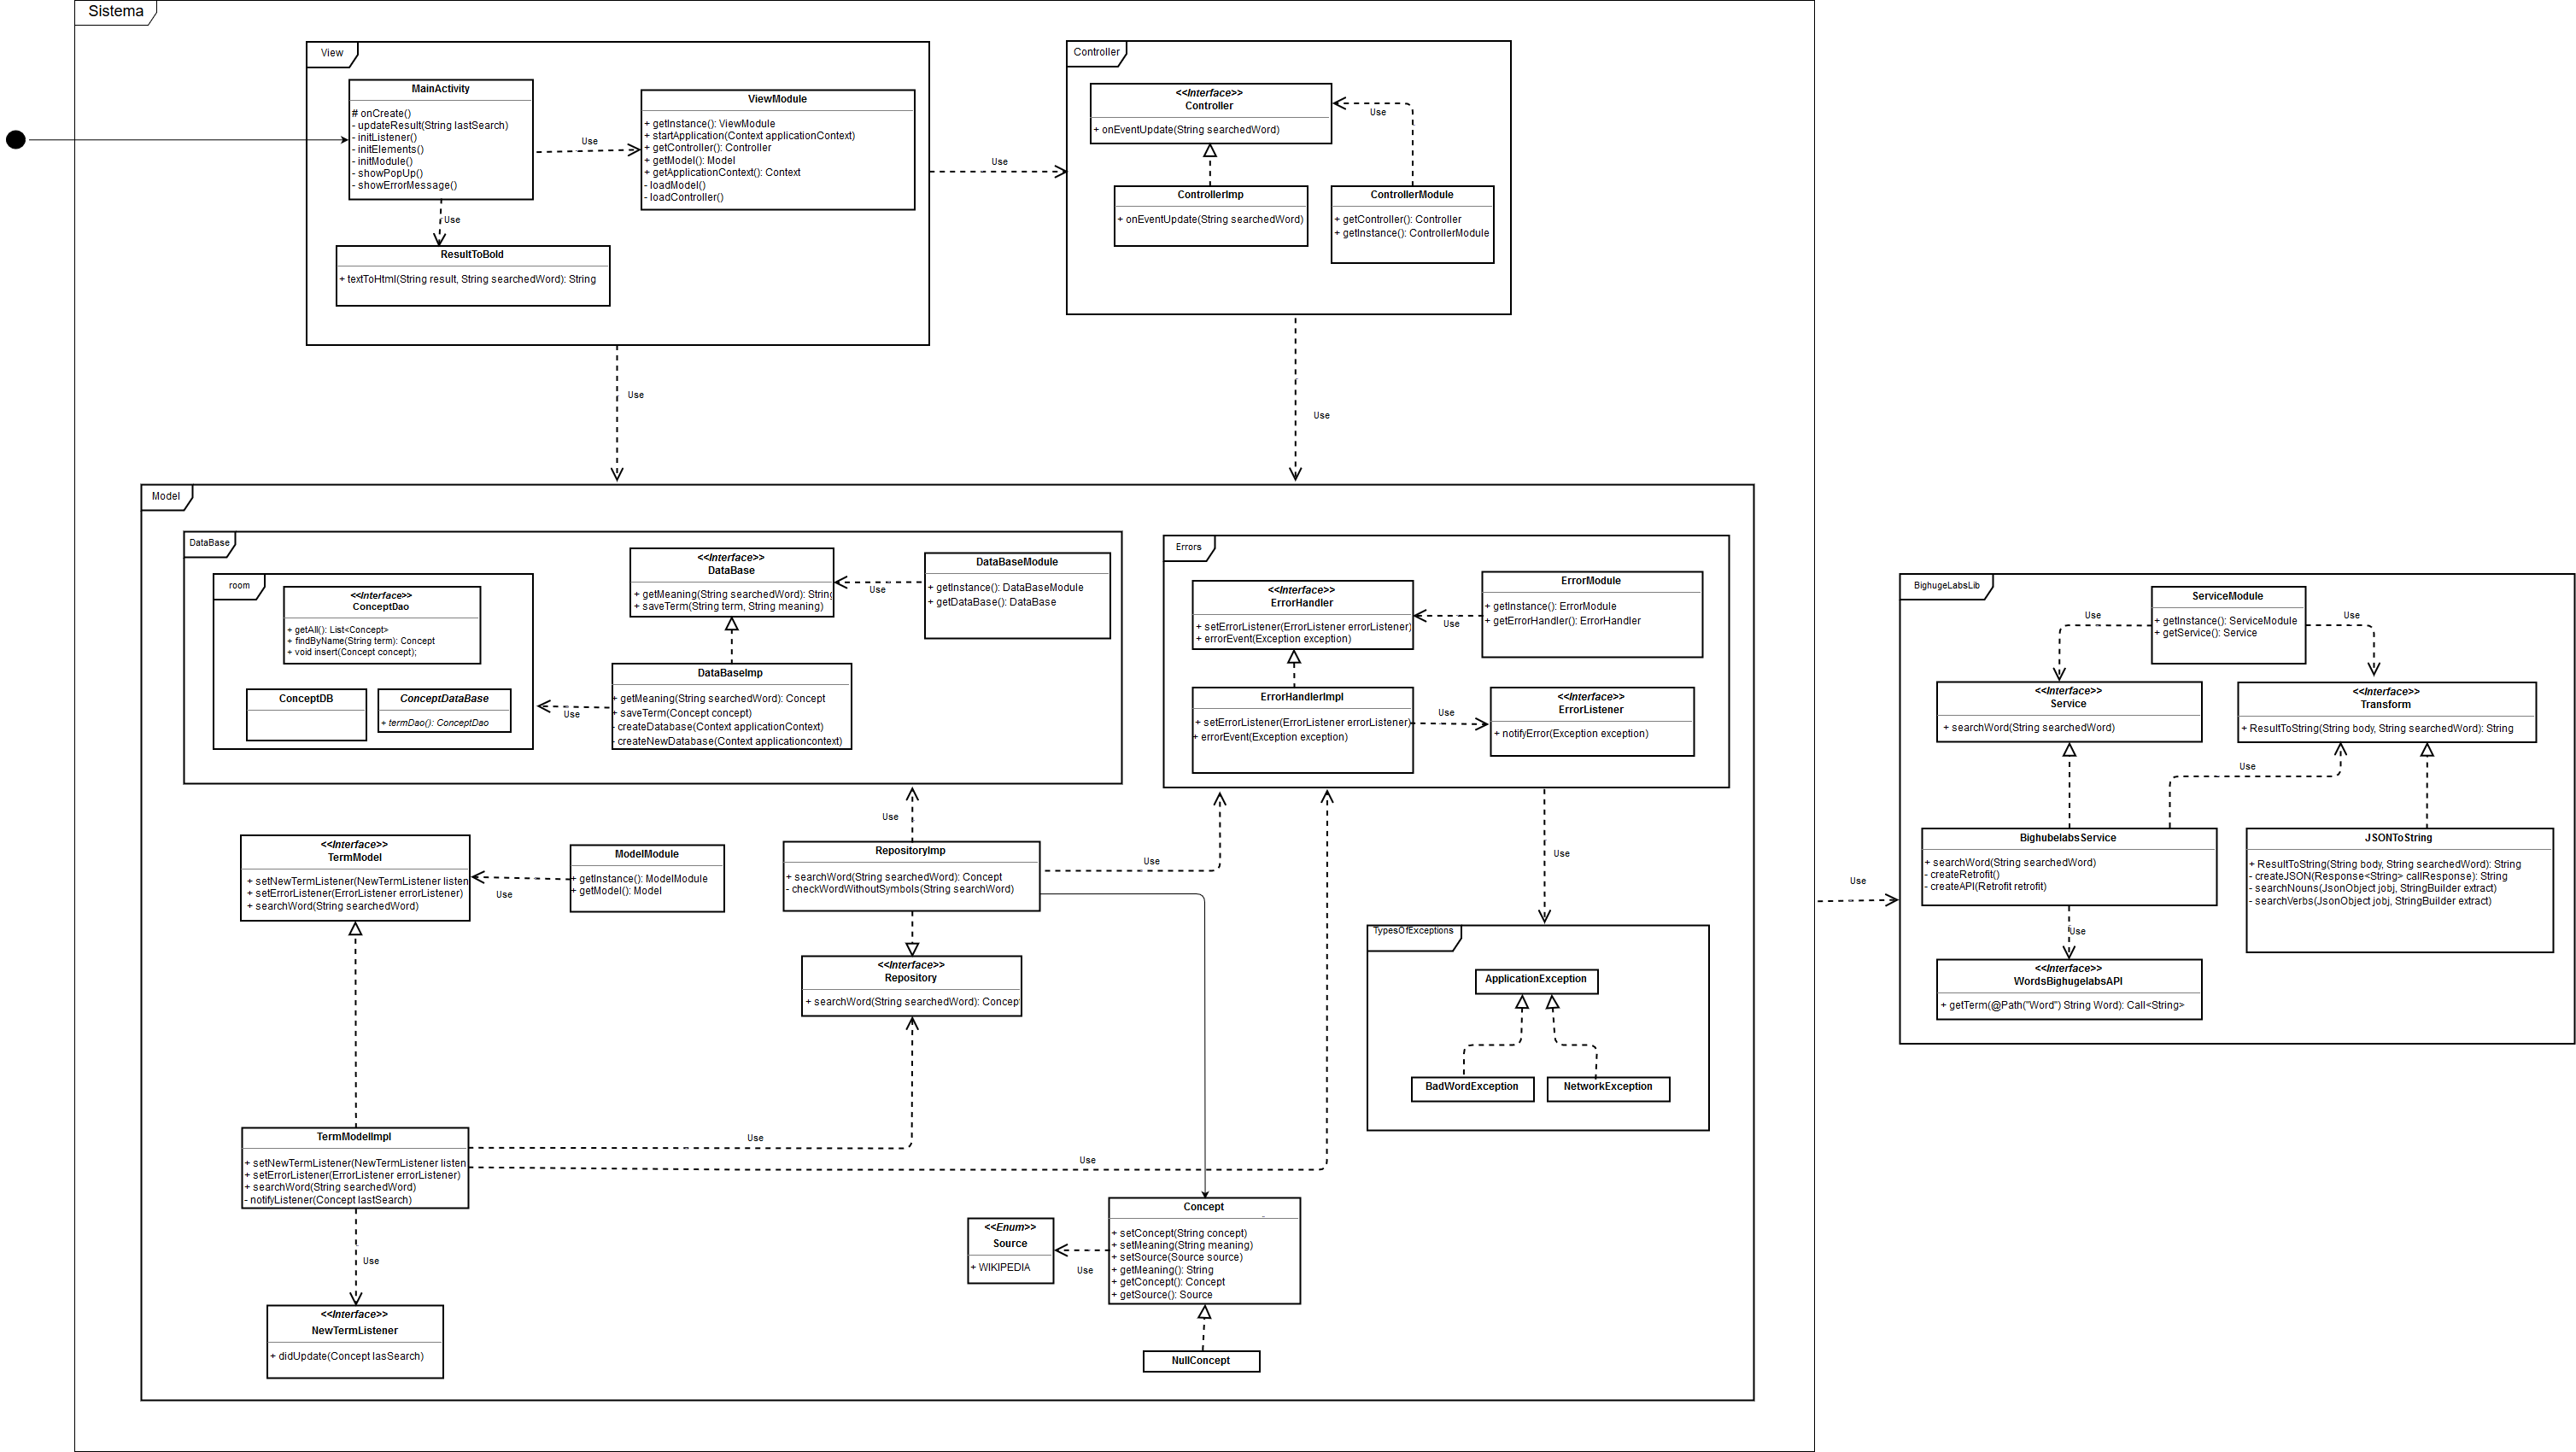 Sistema
View
MainActivity
# onCreate()
- updateResult(String lastSearch)
- initListener()
- initElements()
- initModule()
- showPopUp()
- showErrorMessage()
Use
ViewModule
+ getInstance(): ViewModule
+ startApplication(Context applicationContext)
+ getController(): Controller
+ getModel(): Model
+ getApplicationContext(): Context
- loadModel()
- loadController()
Use
ResultToBold
+ textToHtml(String result, String searchedWord): String
Use
Controller
<<Interface>>
Controller
+ onEventUpdate(String searchedWord)
Use
ControllerImp
+ onEventUpdate(String searchedWord)
ControllerModule
+ getController(): Controller
+ getInstance(): ControllerModule
Use
Use
Model
DataBase
room
<<Interface>>
ConceptDao
+ getAll(): List<Concept>
+ findByName(String term): Concept
+ void insert(Concept concept);
ConceptDB
ConceptDataBase
+ termDao(): ConceptDao
<<Interface>>
DataBase
+ getMeaning(String searchedWord): String
+ saveTerm(String term, String meaning)
Use
DataBaseModule
+ getInstance(): DataBaseModule
+ getDataBase(): DataBase
DataBaseImp
+ getMeaning(String searchedWord): Concept
+ saveTerm(Concept concept)
- createDatabase(Context applicationContext)
- createNewDatabase(Context applicationcontext)
Use
Errors
<<Interface>>
ErrorHandler
+ setErrorListener(ErrorListener errorListener)
+ errorEvent(Exception exception)
Use
ErrorModule
+ getInstance(): ErrorModule
+ getErrorHandler(): ErrorHandler
ErrorHandlerImpl
+ setErrorListener(ErrorListener errorListener)
+ errorEvent(Exception exception)
Use
<<Interface>>
ErrorListener
+ notifyError(Exception exception)
Use
<<Interface>>
TermModel
+ setNewTermListener(NewTermListener listen
+ setErrorListener(ErrorListener errorListener)
+ searchWord(String searchedWord)
Use
ModelModule
+ getInstance(): ModelModule
+ getModel(): Model
RepositoryImp
+ searchWord(String searchedWord): Concept
- checkWordWithoutSymbols(String searchWord)
Use
Use
<<Interface>>
Repository
+ searchWord(String searchedWord): Concept
TypesOfExceptions
ApplicationException
BadWordException
NetworkException
TermModelImpl
+ setNewTermListener(NewTermListener listen
+ setErrorListener(ErrorListener errorListener)
+ searchWord(String searchedWord)
- notifyListener(Concept lastSearch)
Use
Use
Use
<<Interface>>
NewTermListener
+ didUpdate(Concept lasSearch)
<<Enum>>
Source
+ WIKIPEDIA
Use
Concept
+ setConcept(String concept)
+ setMeaning(String meaning)
+ setSource(Source source)
+ getMeaning(): String
+ getConcept(): Concept
+ getSource(): Source
NullConcept
Use
BighugeLabsLib
ServiceModule
+ getInstance(): ServiceModule
+ getService(): Service
Use
Use
<<Interface>>
Service
+ searchWord(String searchedWord)
<<Interface>>
Transform
+ ResultToString(String body, String searchedWord): String
Use
BighubelabsService
+ searchWord(String searchedWord)
- createRetrofit()
- createAPI(Retrofit retrofit)
JSONToString
+ ResultToString(String body, String searchedWord): String
- createJSON(Response<String> callResponse): String
- searchNouns(JsonObject jobj, StringBuilder extract)
- searchVerbs(JsonObject jobj, StringBuilder extract)
Use
<<Interface>>
WordsBighugelabsAPI
+ getTerm(@Path("Word") String Word): Call<String>